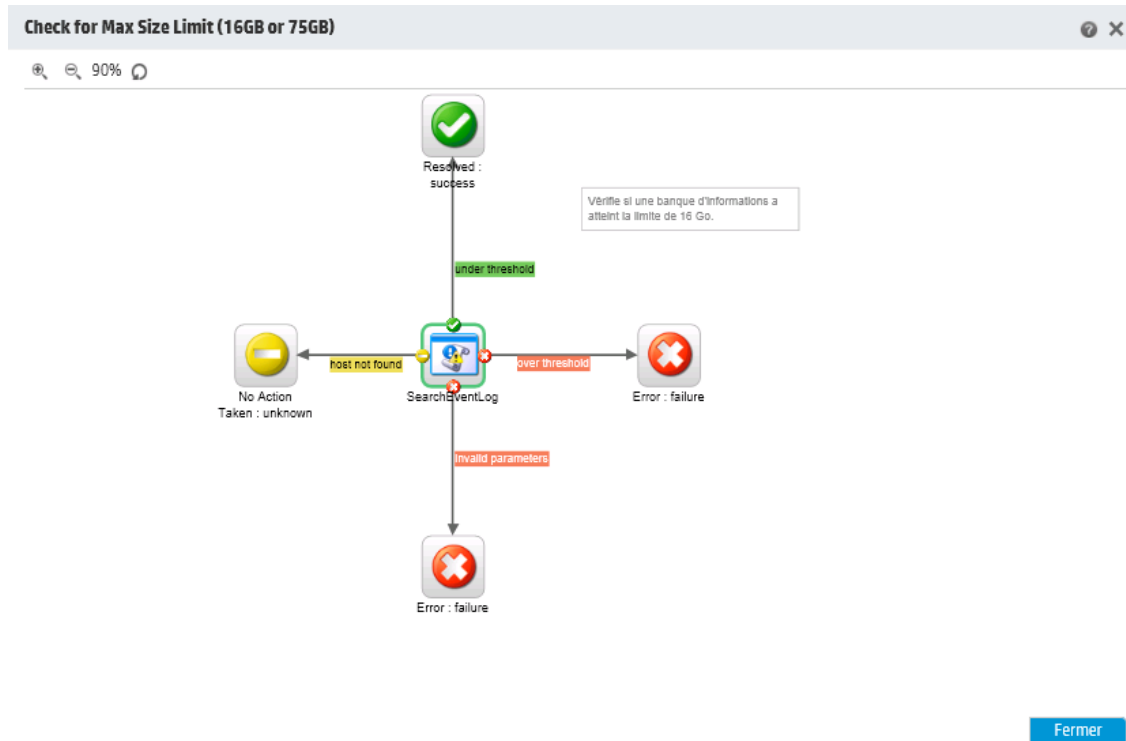 Check for Max Size Limit (16GB or 75GB)
90%
Resolved :
success
Vérifie si une banque d'informations a
atteint la limite de 16 Go.
under threshold
host not found
over threshold
No Action
Taken : unknown
SearchEventLog
Error : failure
Invalid parameters
Error : failure
Fermer